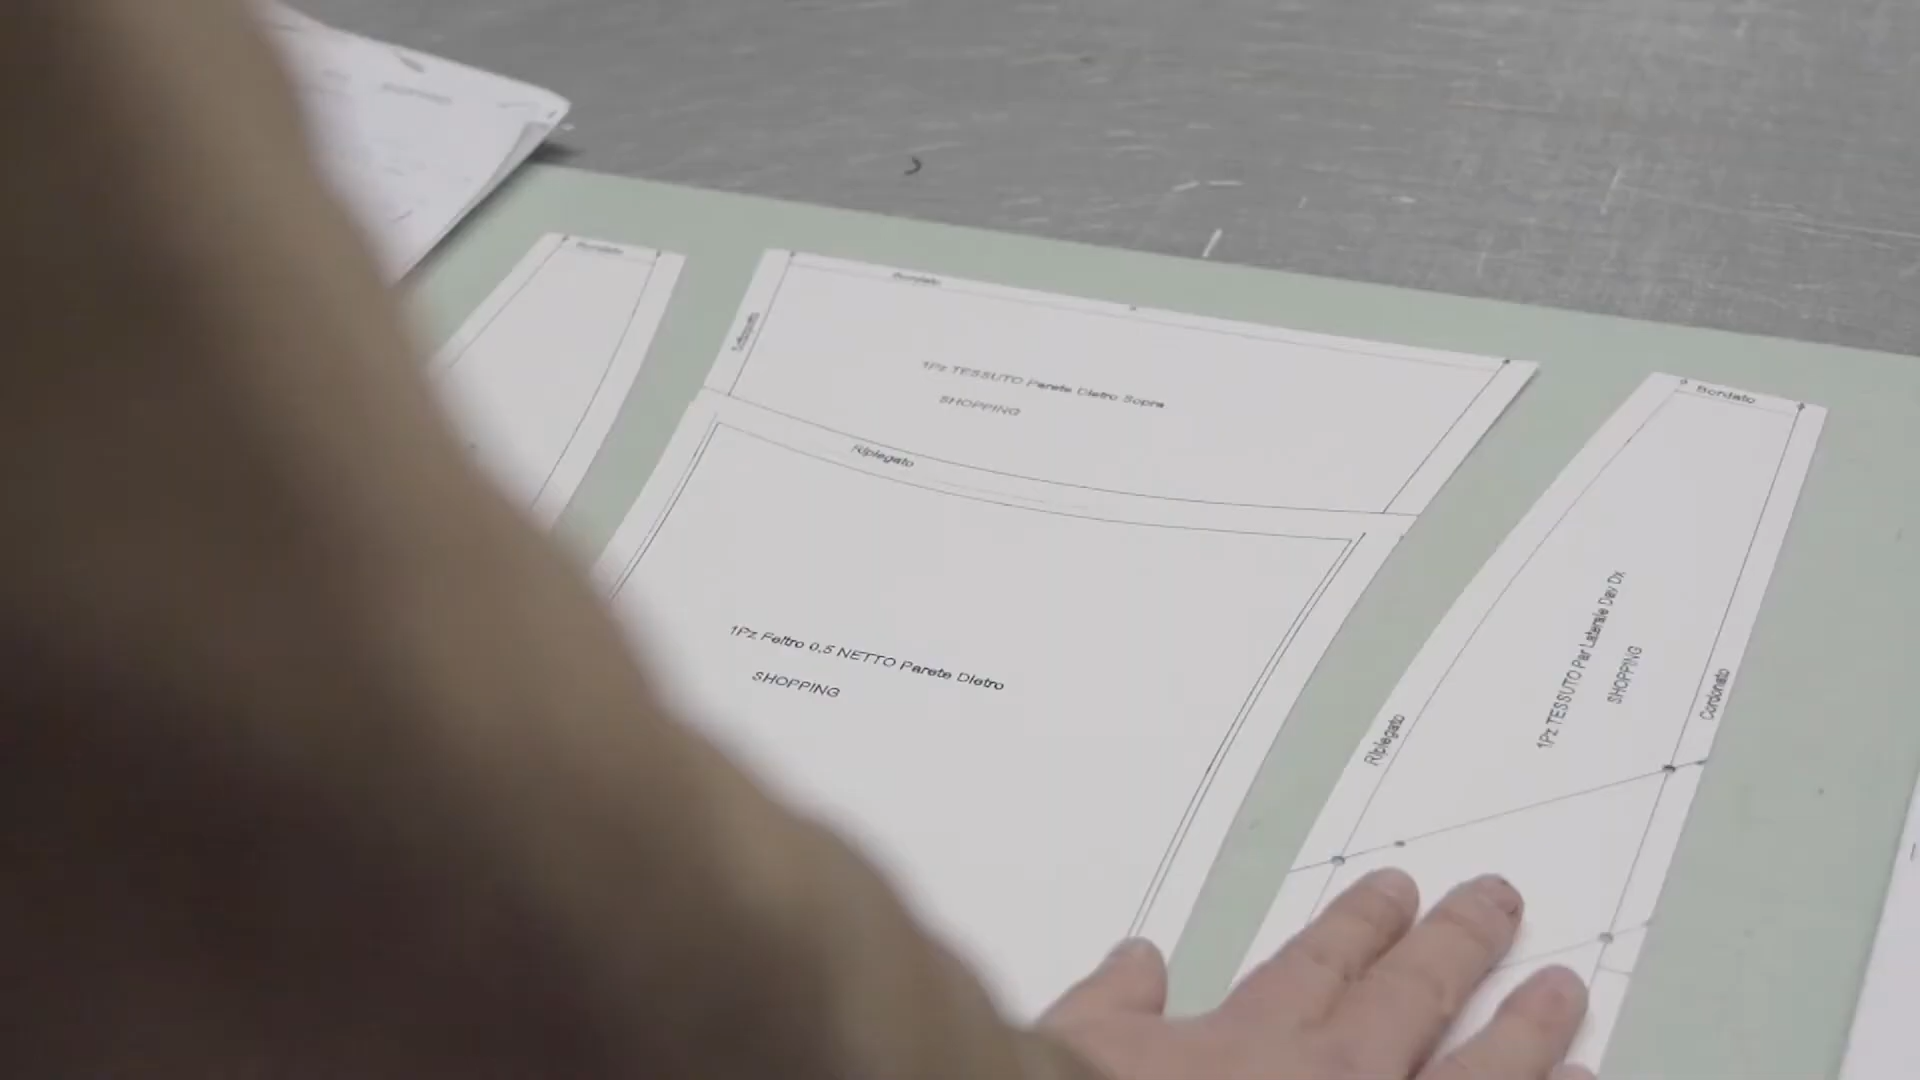 Bordato
Bordato
1Pz TESSUTO Parete Dietro Sopra
SHOPPING
Ripiegato
1Pz Feltro 0,5 NETTO Parete Dietro
SHOPPING
Bordato
1Pz TESSUTO Par Laterale Dav Dx
SHOPPING
Ripiegato
Cordonato